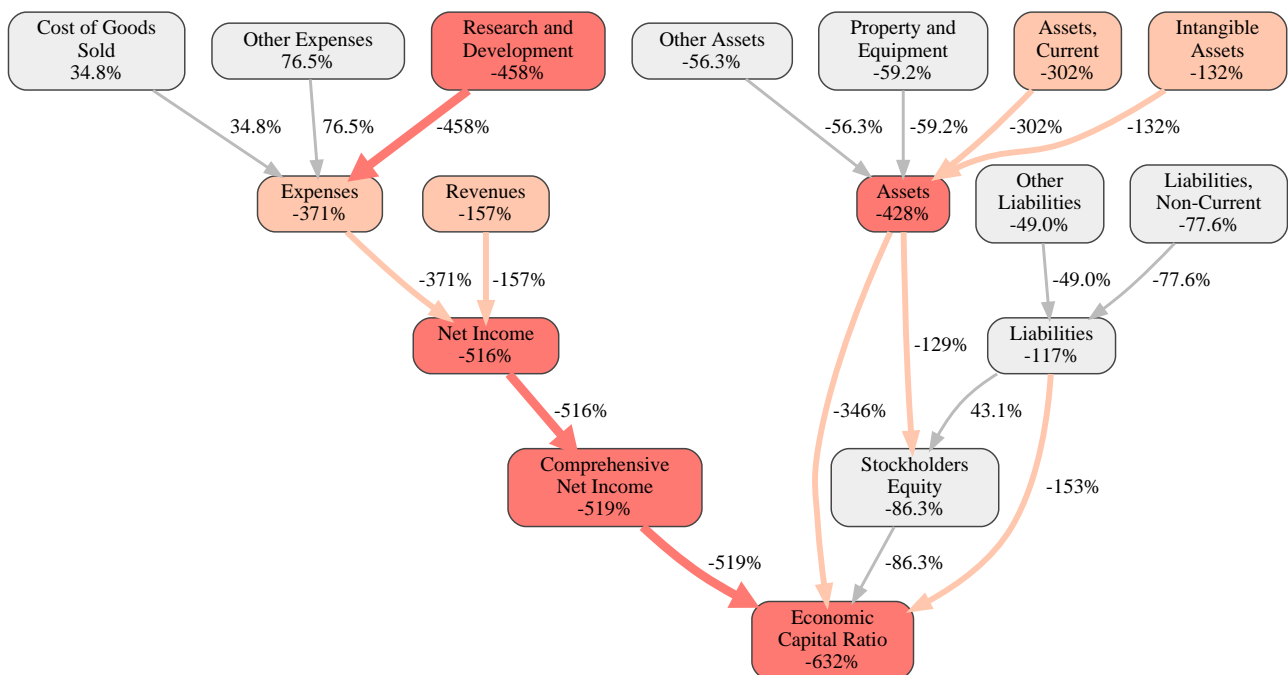 Cost of Goods
Sold
34.8%
Other Expenses
76.5%
Research and
Development
-458%
Other Assets
-56.3%
Property and
Equipment
-59.2%
Assets,
Current
-302%
Intangible
Assets
-132%
34.8%
76.5%
-458%
-56.3%
-59.2%
-302%
-132%
Expenses
-371%
Revenues
-157%
Assets
-428%
Other
Liabilities
-49.0%
Liabilities,
Non-Current
-77.6%
-371%
-157%
-49.0%
-77.6%
Net Income
-516%
-129%
Liabilities
-117%
-516%
-346%
43.1%
Comprehensive
Net Income
-519%
Stockholders
Equity
-86.3%
-153%
-519%
-86.3%
Economic
Capital Ratio
-632%